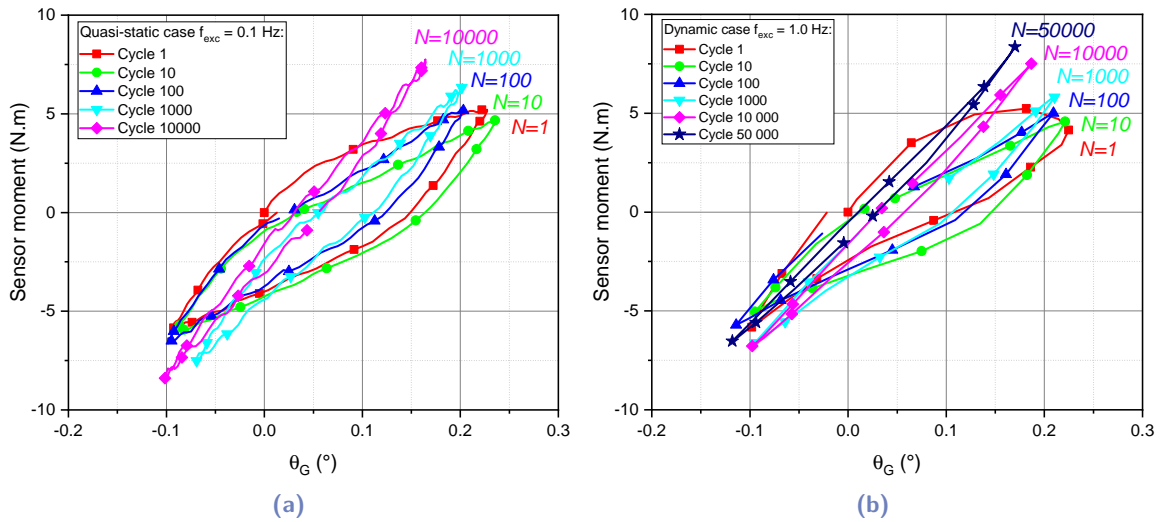 Quasi-static case f_exc = 0.1 Hz:
Cycle 1
Cycle 10
Cycle 100
Cycle 1000
Cycle 10000
N=10000
N=1000
N=100
N=10
N=1
10
5
0
-5
-10
Sensor moment (N.m)
-0.2
-0.1
0.0
0.1
0.2
0.3
θ_G (°)
(a)
Dynamic case f_exc = 1.0 Hz:
Cycle 1
Cycle 10
Cycle 100
Cycle 1000
Cycle 10 000
Cycle 50 000
N=50000
N=10000
N=1000
N=100
N=10
N=1
10
5
0
-5
-10
Sensor moment (N.m)
-0.2
-0.1
0.0
0.1
0.2
0.3
θ_G (°)
(b)